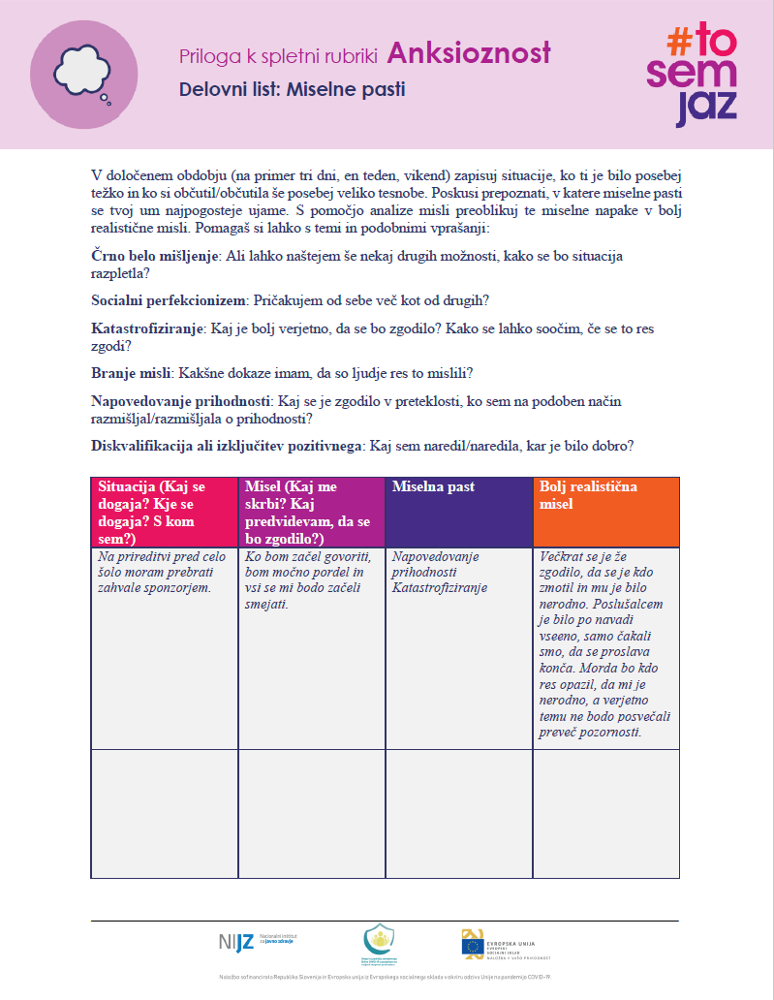 Priloga k spletni rubriki Anksioznost
Delovni list: Miselne pasti
#to
sem
jaz
V določenem obdobju (na primer tri dni, en teden, vikend) zapisuj situacije, ko ti je bilo posebej
težko in ko si občutil/občutila še posebej veliko tesnobe. Poskusi prepoznati, v katere miselne pasti
se tvoj um najpogosteje ujame. S pomočjo analize misli preoblikuj te miselne napake v bolj
realistične misli. Pomagaš si lahko s temi in podobnimi vprašanji:
Črno belo mišljenje: Ali lahko naštejem še nekaj drugih možnosti, kako se bo situacija
razpletla?
Socialni perfekcionizem: Pričakujem od sebe več kot od drugih?
Katastrofiziranje: Kaj je bolj verjetno, da se bo zgodilo? Kako se lahko soočim, če se to res
zgodi?
Branje misli: Kakšne dokaze imam, da so ljudje res to mislili?
Napovedovanje prihodnosti: Kaj se je zgodilo v preteklosti, ko sem na podoben način
razmišljal/razmišljala o prihodnosti?
Diskvalifikacija ali izključitev pozitivnega: Kaj sem naredil/naredila, kar je bilo dobro?
Situacija (Kaj se
dogaja? Kje se
dogaja? S kom
sem?)
Misel (Kaj me
skrbi? Kaj
predvidevam, da se
bo zgodilo?)
Miselna past
Bolj realistična
misel
Na prireditvi pred celo
šolo moram prebrati
zahvale sponzorjem.
Ko bom začel govoriti,
bom močno pordel in
vsi se mi bodo začeli
smejati.
Napovedovanje
prihodnosti
Katastrofiziranje
Večkrat se je že
zgodilo, da se je kdo
zmotil in mu je bilo
nerodno. Poslušalcem
je bilo po navadi
vseeno, samo čakali
smo, da se proslava
konča. Morda bo kdo
res opazil, da mi je
nerodno, a verjetno
temu ne bodo posvečali
preveč pozornosti.
NIJZ Nacionalni inštitut
za javno zdravje
EVROPSKA UNIJA
EVROPSKI
SOCIALNI SKLAD
NALOŽBA V VAŠO PRIHODNOST
Naložbo sofinancirata Republika Slovenija in Evropska unija iz Evropskega socialnega sklada v okviru odziva Unije na pandemijo COVID-19.